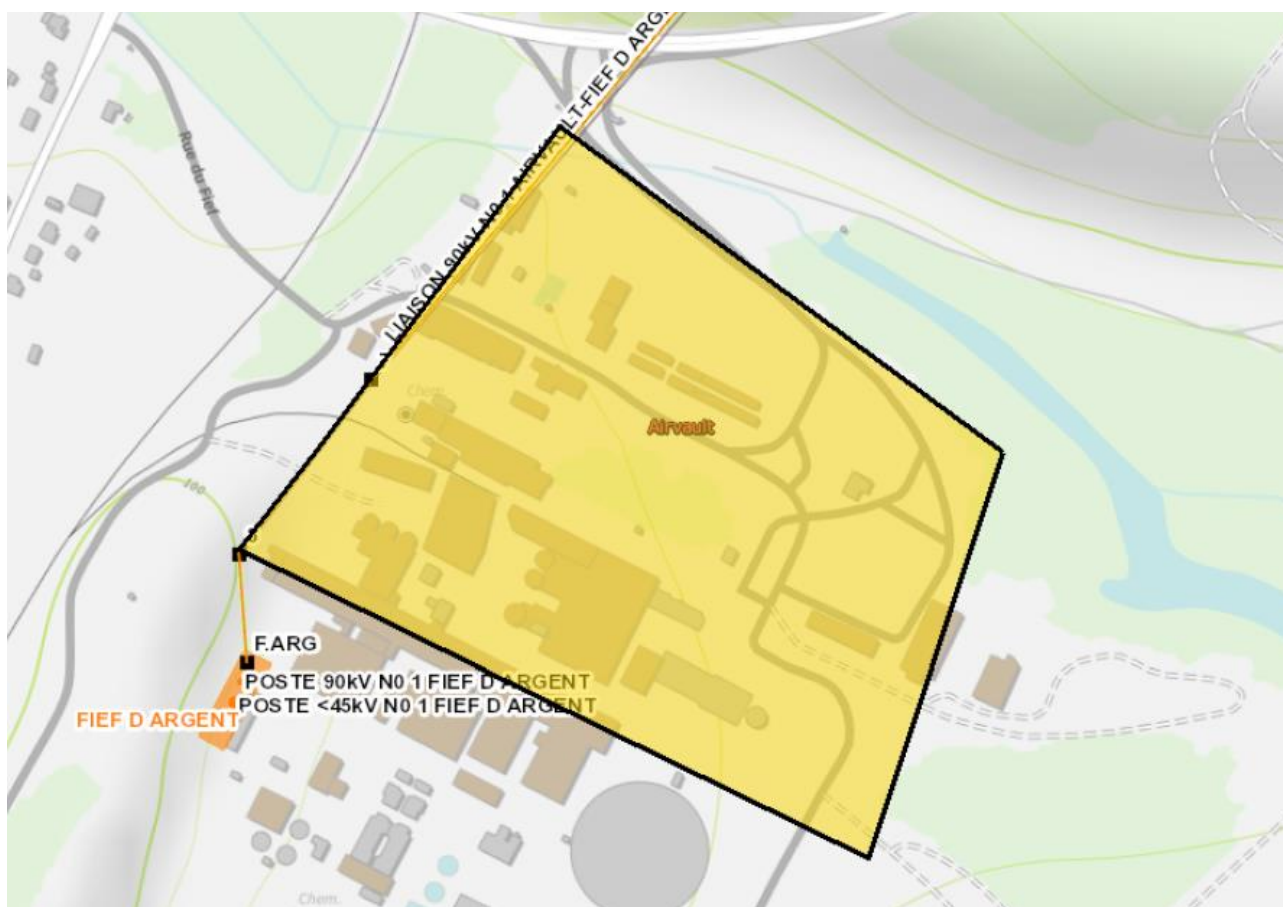 LIAISON 90kV N0 1 AIRVAULT-FIEF D ARG
Rue du Fief
Chem.
Airvault
100
F.ARG
POSTE 90kV N0 1 FIEF D ARGENT
POSTE <45kV N0 1 FIEF D ARGENT
FIEF D ARGENT
Chem.